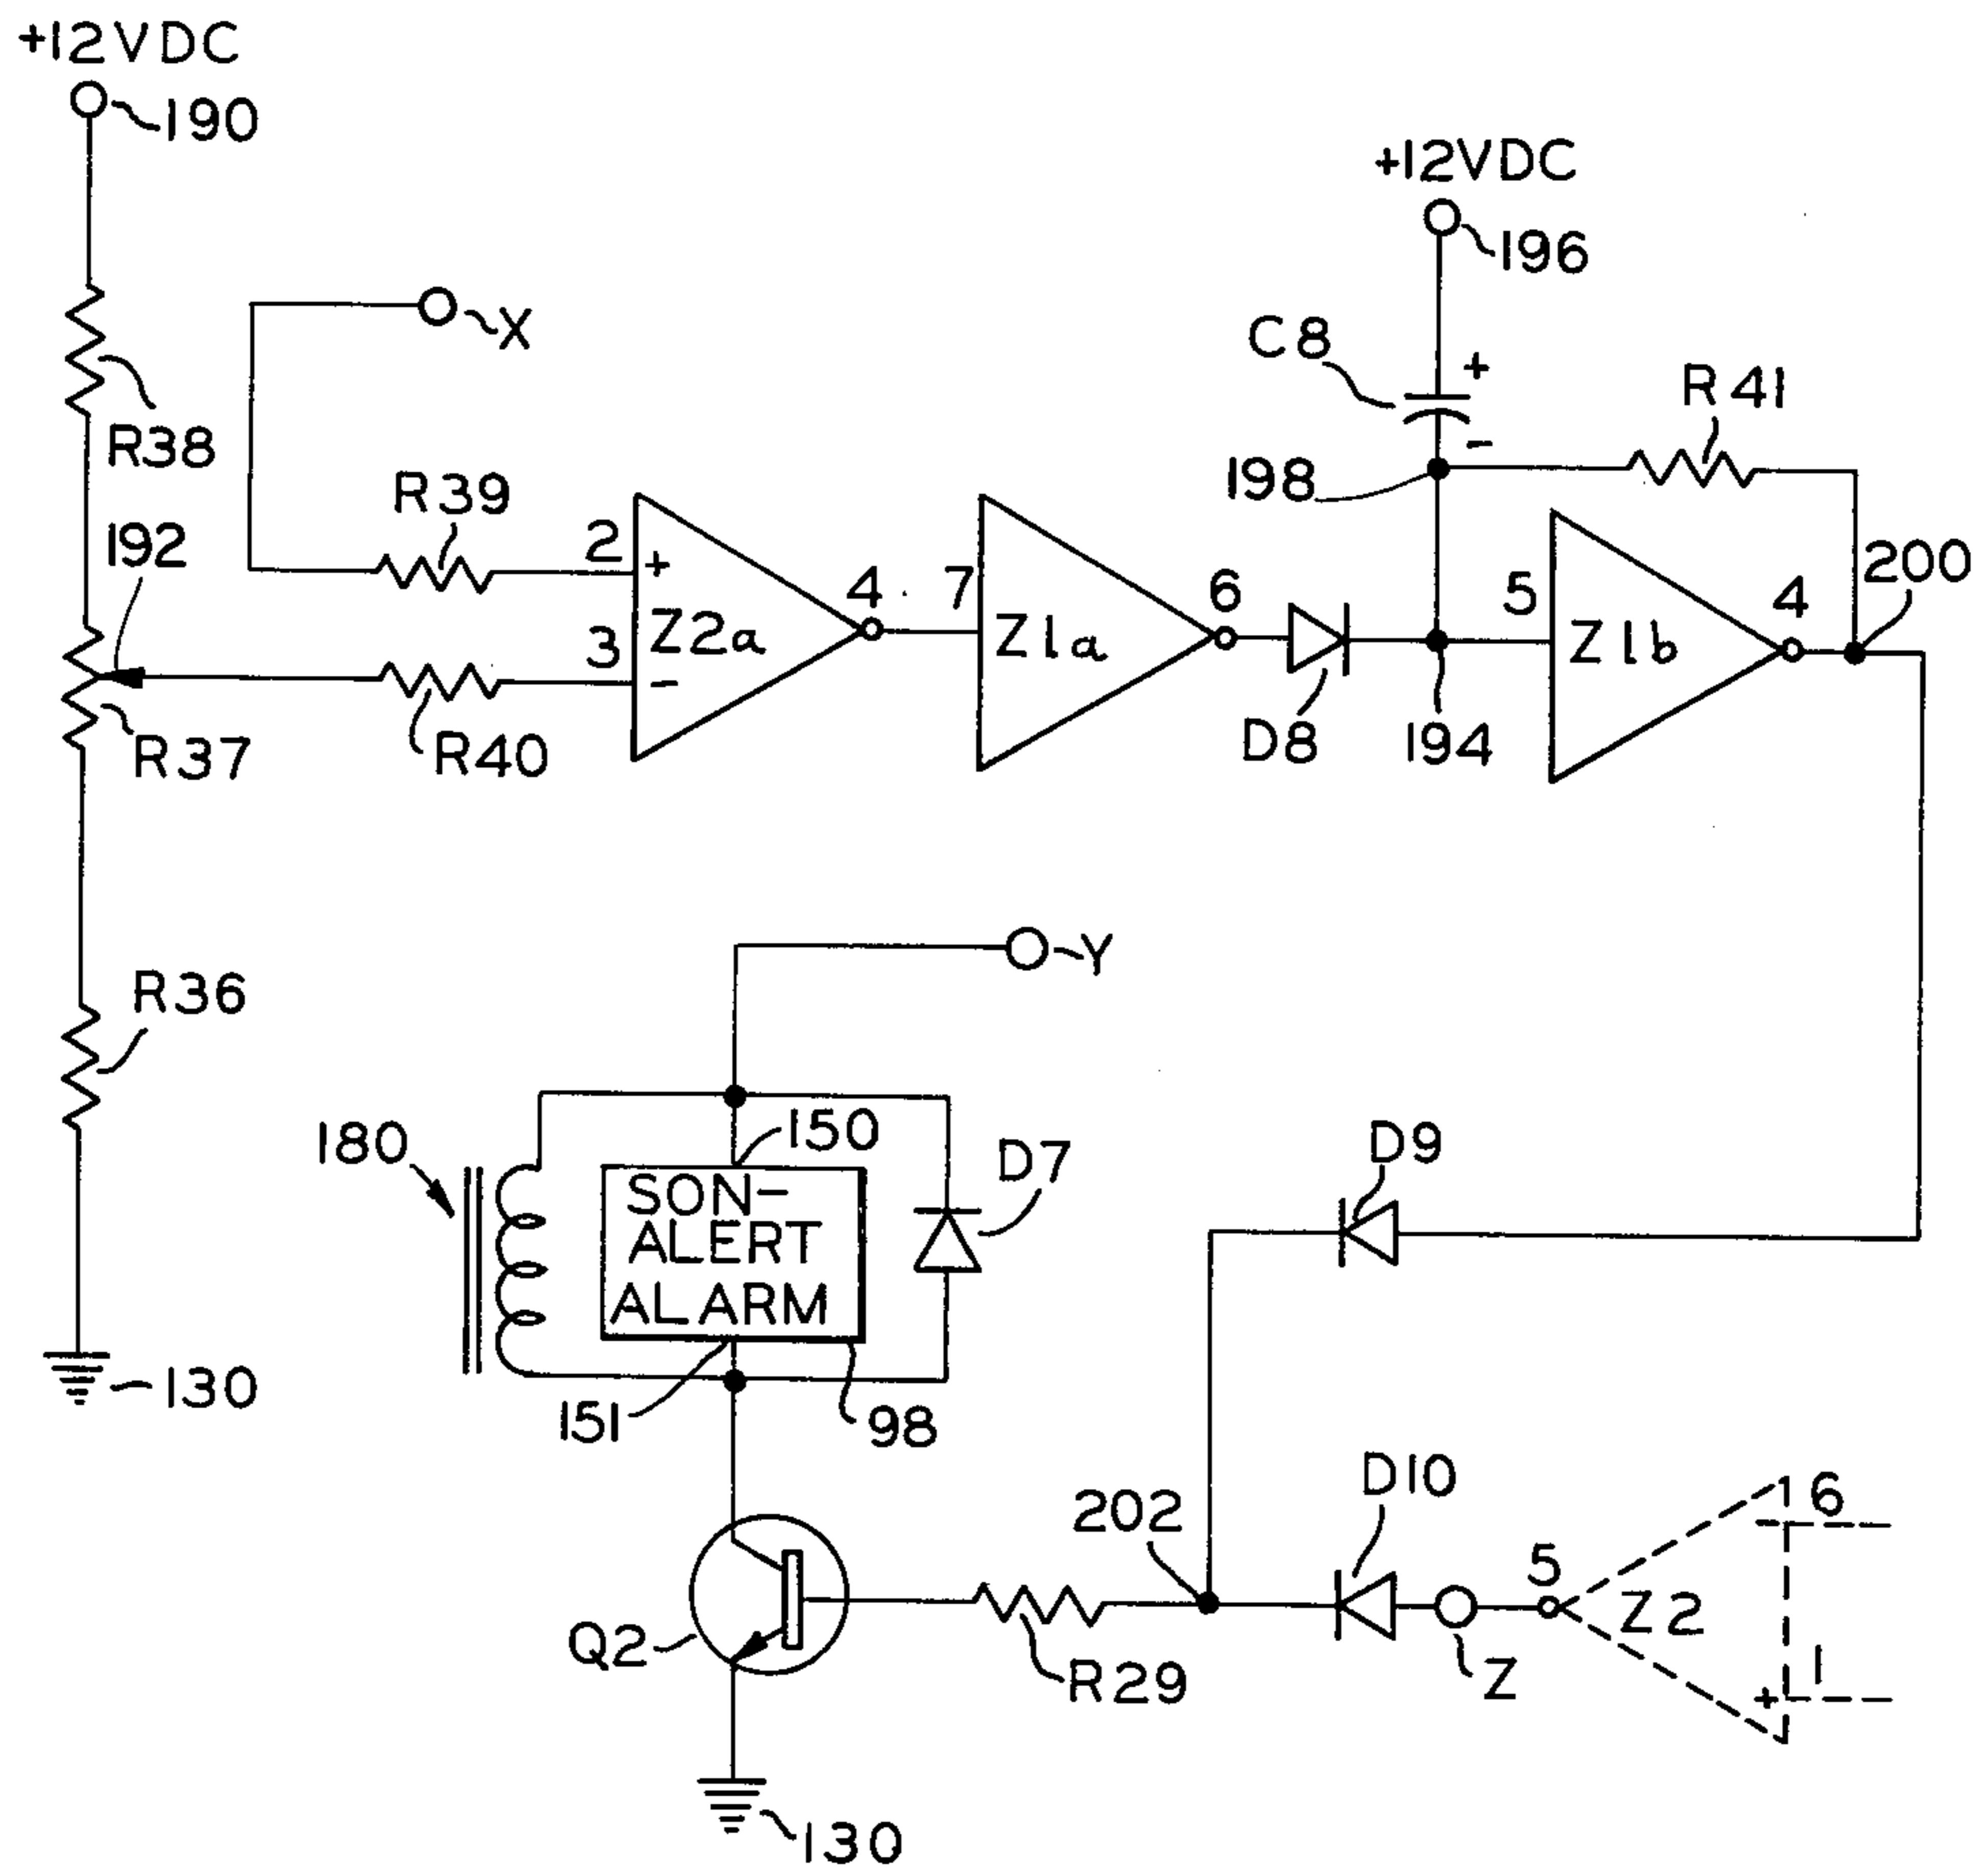 +12VDC
190
+12VDC
196
X
C8
+
R41
R38
-
198
R39
192
2
+
4
7
6
5
4
200
3
Z2a
Z1a
Z1b
-
R37
R40
D8
194
Y
R36
150
D7
D9
180
SON-
ALERT
ALARM
130
151
98
D10
6
202
-
5
Z2
Q2
R29
Z
1
+
130